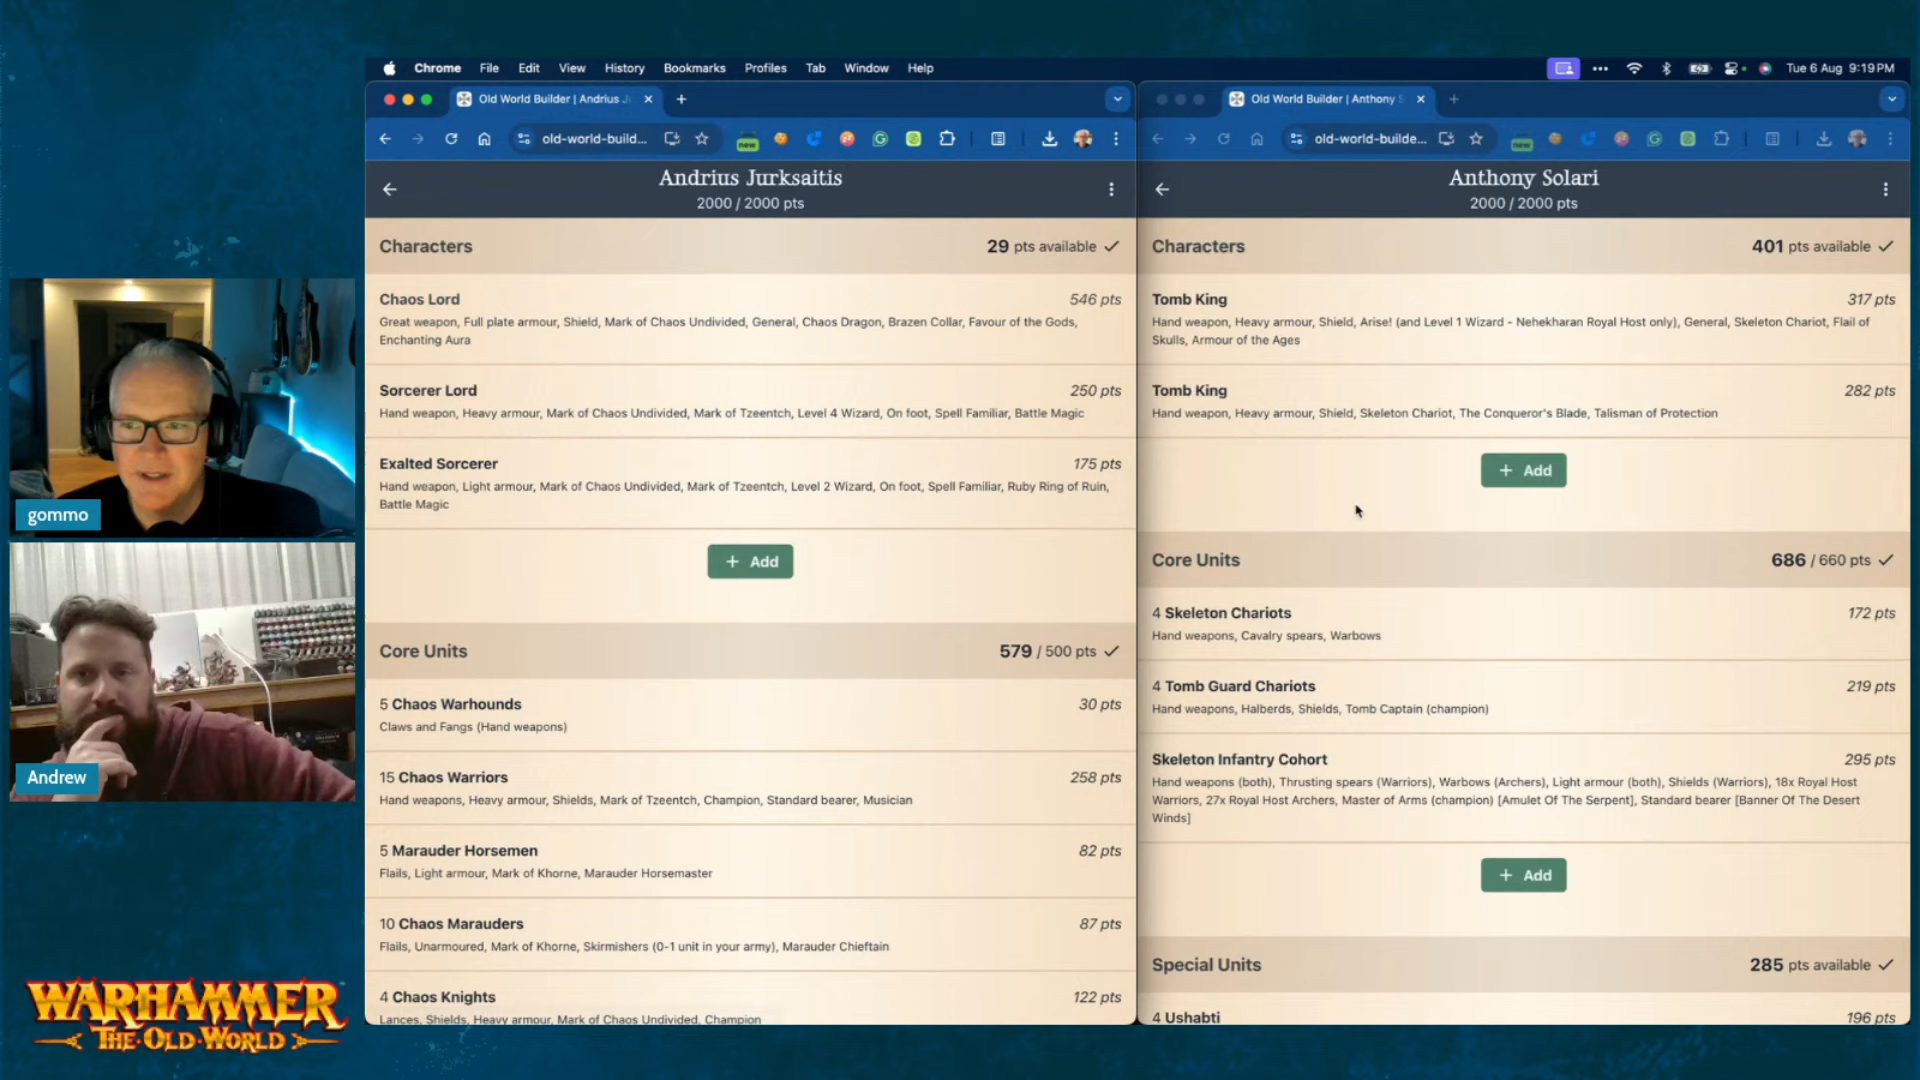 Chrome File Edit View History Bookmarks Profiles Tab Window Help
Tue 6 Aug 9:19 PM
Old World Builder | Andrius J
old-world-build...
new
Andrius Jurksaitis
2000 / 2000 pts
Characters 29 pts available
Chaos Lord 546 pts
Great weapon, Full plate armour, Shield, Mark of Chaos Undivided, General, Chaos Dragon, Brazen Collar, Favour of the Gods,
Enchanting Aura
Sorcerer Lord 250 pts
Hand weapon, Heavy armour, Mark of Chaos Undivided, Mark of Tzeentch, Level 4 Wizard, On foot, Spell Familiar, Battle Magic
Exalted Sorcerer 175 pts
Hand weapon, Light armour, Mark of Chaos Undivided, Mark of Tzeentch, Level 2 Wizard, On foot, Spell Familiar, Ruby Ring of Ruin,
Battle Magic
+ Add
Core Units 579 / 500 pts
5 Chaos Warhounds 30 pts
Claws and Fangs (Hand weapons)
15 Chaos Warriors 258 pts
Hand weapons, Heavy armour, Shields, Mark of Tzeentch, Champion, Standard bearer, Musician
5 Marauder Horsemen 82 pts
Flails, Light armour, Mark of Khorne, Marauder Horsemaster
10 Chaos Marauders 87 pts
Flails, Unarmoured, Mark of Khorne, Skirmishers (0-1 unit in your army), Marauder Chieftain
4 Chaos Knights 122 pts
Lances, Shields, Heavy armour, Mark of Chaos Undivided, Champion
Old World Builder | Anthony S
old-world-builde...
new
Anthony Solari
2000 / 2000 pts
Characters 401 pts available
Tomb King 317 pts
Hand weapon, Heavy armour, Shield, Arise! (and Level 1 Wizard - Nehekharan Royal Host only), General, Skeleton Chariot, Flail of
Skulls, Armour of the Ages
Tomb King 282 pts
Hand weapon, Heavy armour, Shield, Skeleton Chariot, The Conqueror's Blade, Talisman of Protection
+ Add
Core Units 686 / 660 pts
4 Skeleton Chariots 172 pts
Hand weapons, Cavalry spears, Warbows
4 Tomb Guard Chariots 219 pts
Hand weapons, Halberds, Shields, Tomb Captain (champion)
Skeleton Infantry Cohort 295 pts
Hand weapons (both), Thrusting spears (Warriors), Warbows (Archers), Light armour (both), Shields (Warriors), 18x Royal Host
Warriors, 27x Royal Host Archers, Master of Arms (champion) [Amulet Of The Serpent], Standard bearer [Banner Of The Desert
Winds]
+ Add
Special Units 285 pts available
4 Ushabti 196 pts
gommo
Andrew
WARHAMMER
THE OLD WORLD